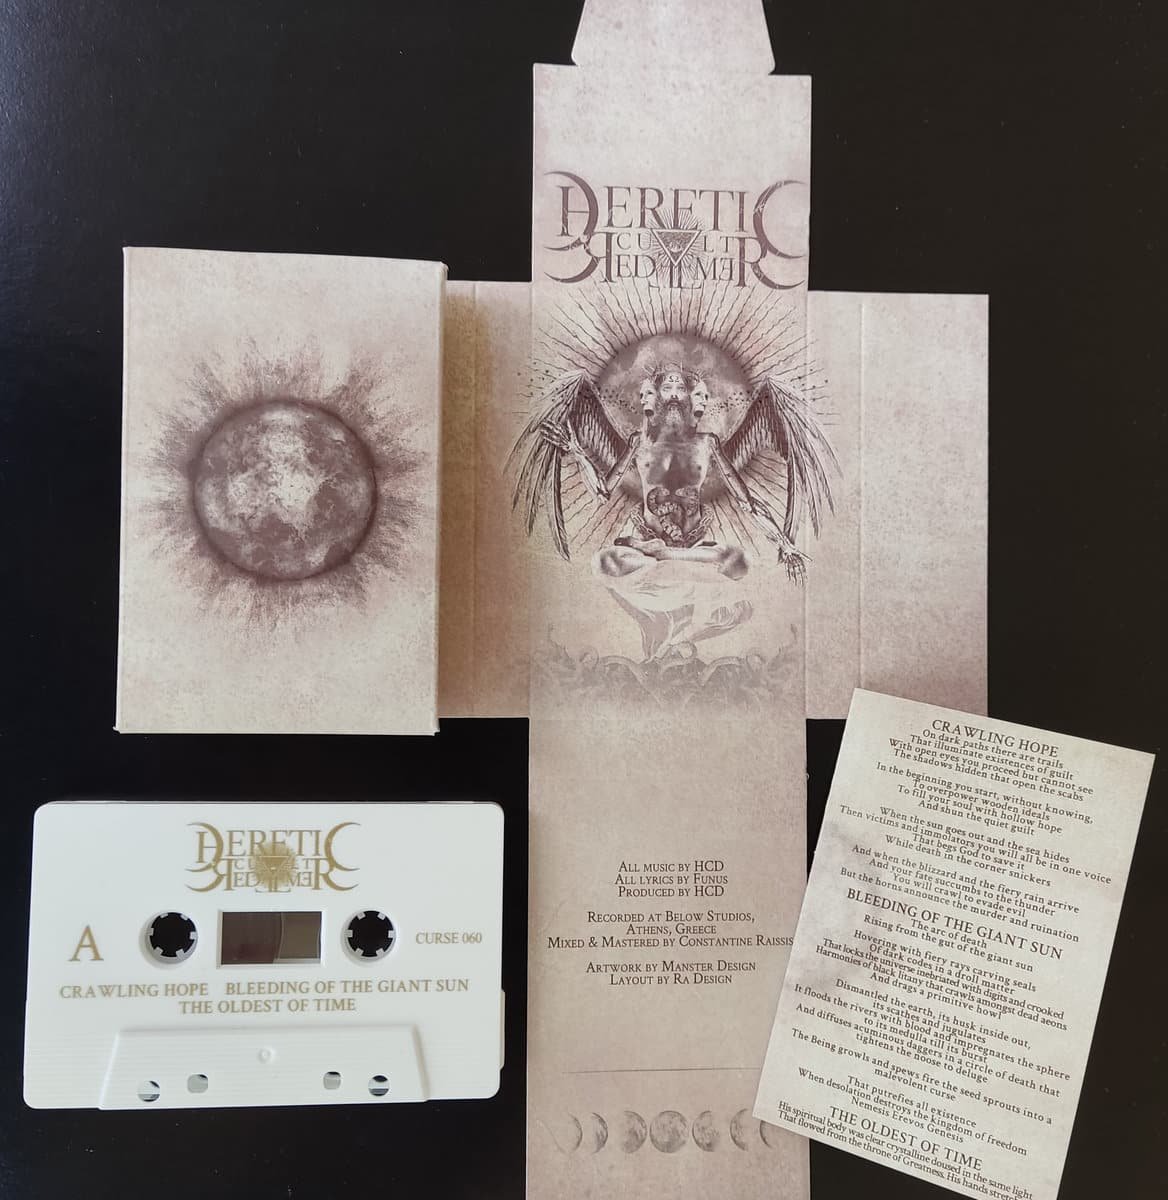 HERETIC
CULT
REDEEMER
ALL MUSIC BY HCD
ALL LYRICS BY FUNUS
PRODUCED BY HCD
RECORDED AT BELOW STUDIOS,
ATHENS, GREECE
MIXED & MASTERED BY CONSTANTINE RAISSIS
ARTWORK BY MANSTER DESIGN
LAYOUT BY RA DESIGN
HERETIC
CULT
REDEEMER
A
CURSE 060
CRAWLING HOPE BLEEDING OF THE GIANT SUN
THE OLDEST OF TIME
CRAWLING HOPE
On dark paths there are trails
That illuminate existences of guilt
With open eyes you proceed but cannot see
The shadows hidden that open the scabs
In the beginning you start, without knowing,
To overpower wooden ideals
To fill your soul with hollow hope
And shun the quiet guilt
When the sun goes out and the sea hides
Then victims and immolators you will all be in one voice
That begs God to save it
While death in the corner snickers
And when the blizzard and the fiery rain arrive
And your fate succumbs to the thunder
You will crawl to evade evil
But the horns announce the murder and ruination
BLEEDING OF THE GIANT SUN
The arc of death
Rising from the gut of the giant sun
Hovering with fiery rays carving seals
Of dark codes in a droll matter
That locks the universe inebriated with digits and crooked
Harmonies of black litany that crawls amongst dead aeons
And drags a primitive howl
Dismantled the earth, its husk inside out,
its scathes and jugulates
It floods the rivers with blood and impregnates the sphere
to its medulla till its burst
And diffuses acuminous daggers in a circle of death that
tightens the noose to deluge
The Being growls and spews fire the seed sprouts into a
malevolent curse
That putrefies all existence
When desolation destroys the kingdom of freedom
Nemesis Erevos Genesis
THE OLDEST OF TIME
His spiritual body was clear crystalline doused in the same light
That flowed from the throne of Greatness. His hands